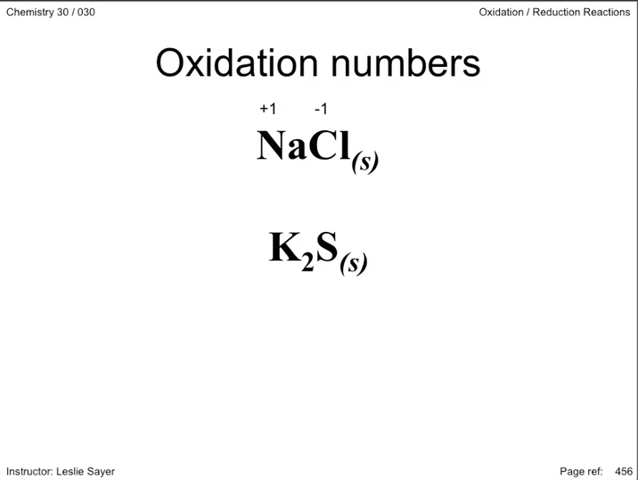 Chemistry 30 / 030 Oxidation / Reduction Reactions
Oxidation numbers
+1 -1
NaCl(s)
K₂S(s)
Instructor: Leslie Sayer Page ref: 456